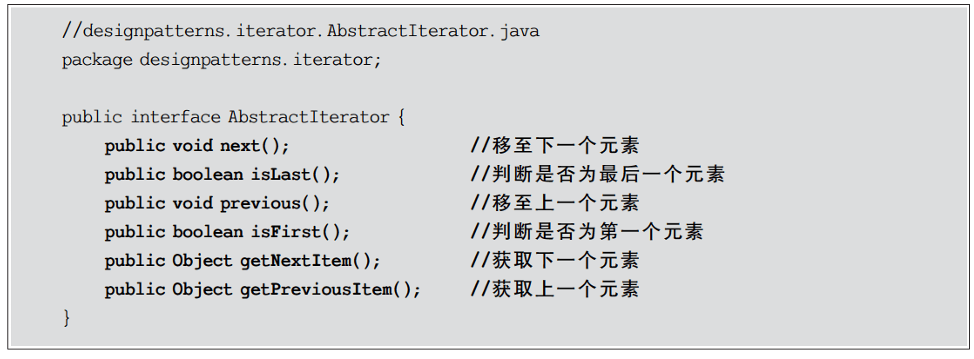 //designpatterns.iterator.AbstractIterator.java
package designpatterns.iterator;
public interface AbstractIterator {
public void next(); //移至下一个元素
public boolean isLast(); //判断是否为最后一个元素
public void previous(); //移至上一个元素
public boolean isFirst(); //判断是否为第一个元素
public Object getNextItem(); //获取下一个元素
public Object getPreviousItem(); //获取上一个元素
}